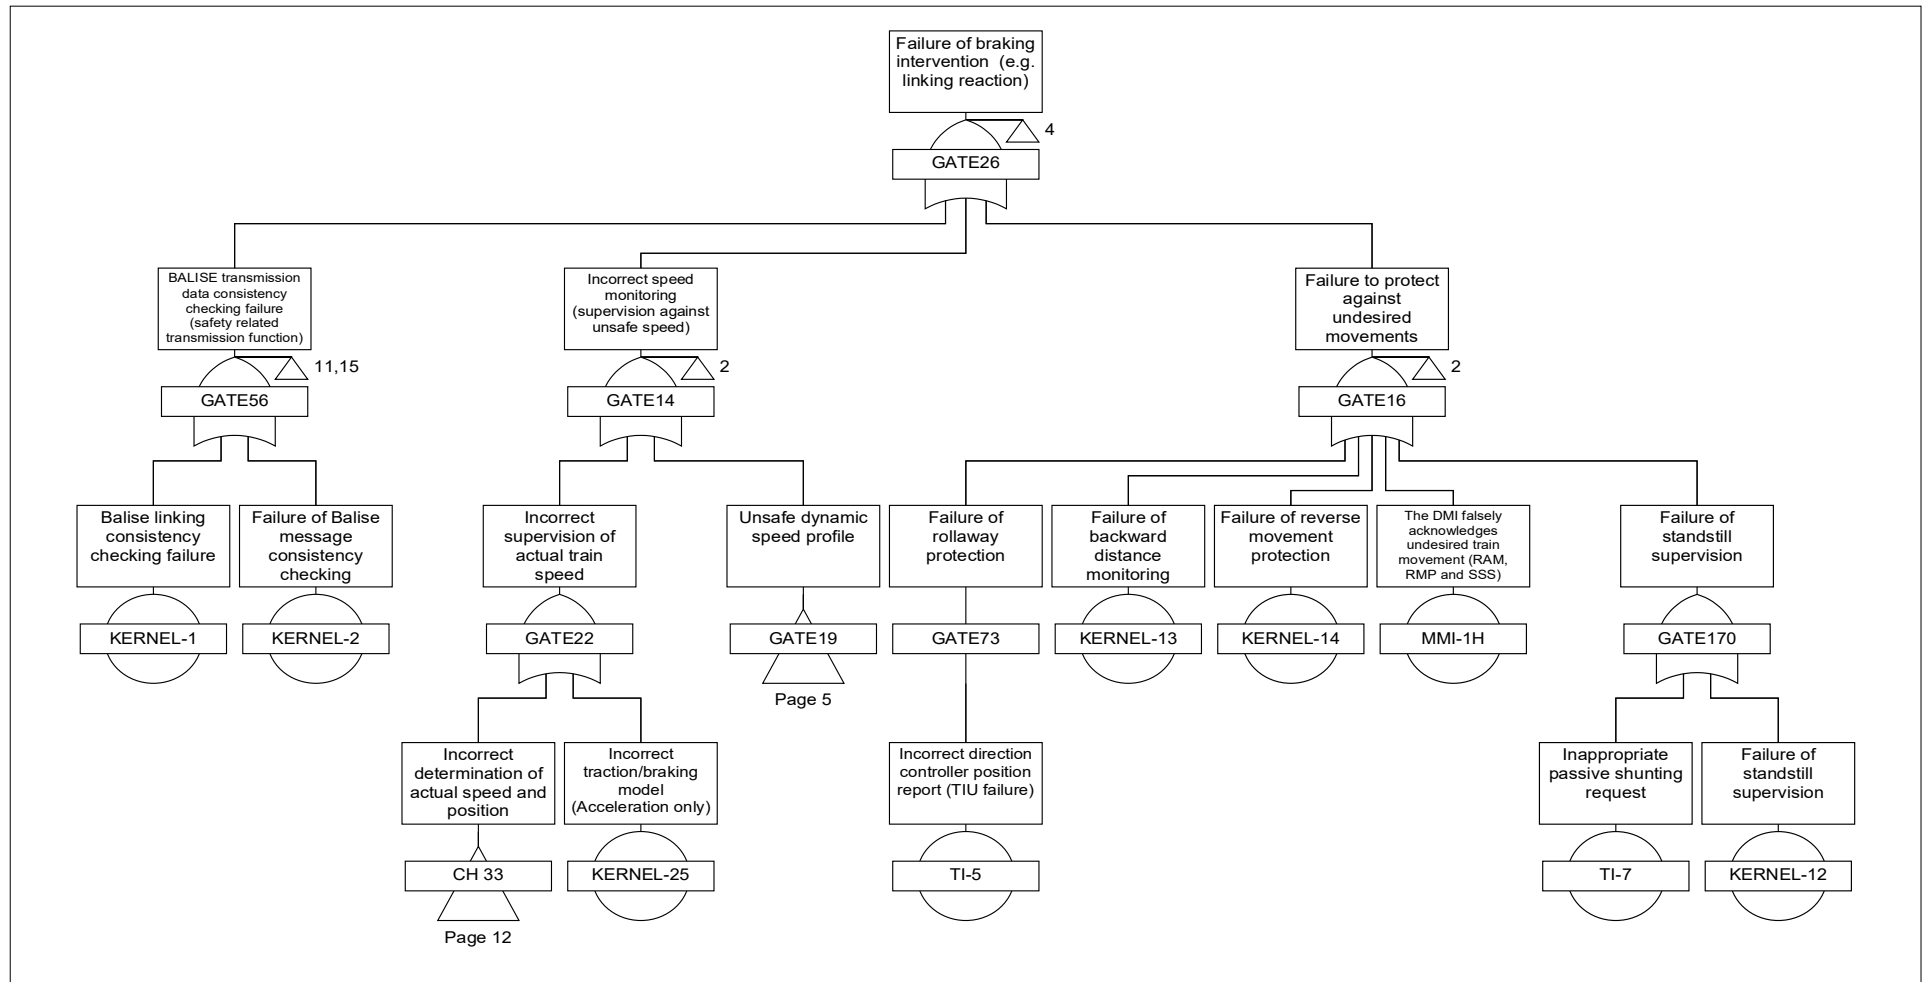 Failure of braking
intervention (e.g.
linking reaction)
4
GATE26
BALISE transmission
data consistency
checking failure
(safety related
transmission function)
11,15
GATE56
Incorrect speed
monitoring
(supervision against
unsafe speed)
2
GATE14
Failure to protect
against
undesired
movements
2
GATE16
Balise linking
consistency
checking failure
KERNEL-1
Failure of Balise
message
consistency
checking
KERNEL-2
Incorrect
supervision of
actual train
speed
GATE22
Unsafe dynamic
speed profile
GATE19
Page 5
Failure of
rollaway
protection
GATE73
Failure of
backward
distance
monitoring
KERNEL-13
Failure of reverse
movement
protection
KERNEL-14
The DMI falsely
acknowledges
undesired train
movement (RAM,
RMP and SSS)
MMI-1H
Failure of
standstill
supervision
GATE170
Incorrect
determination of
actual speed and
position
CH 33
Page 12
Incorrect
traction/braking
model
(Acceleration only)
KERNEL-25
Incorrect direction
controller position
report (TIU failure)
TI-5
Inappropriate
passive shunting
request
TI-7
Failure of
standstill
supervision
KERNEL-12